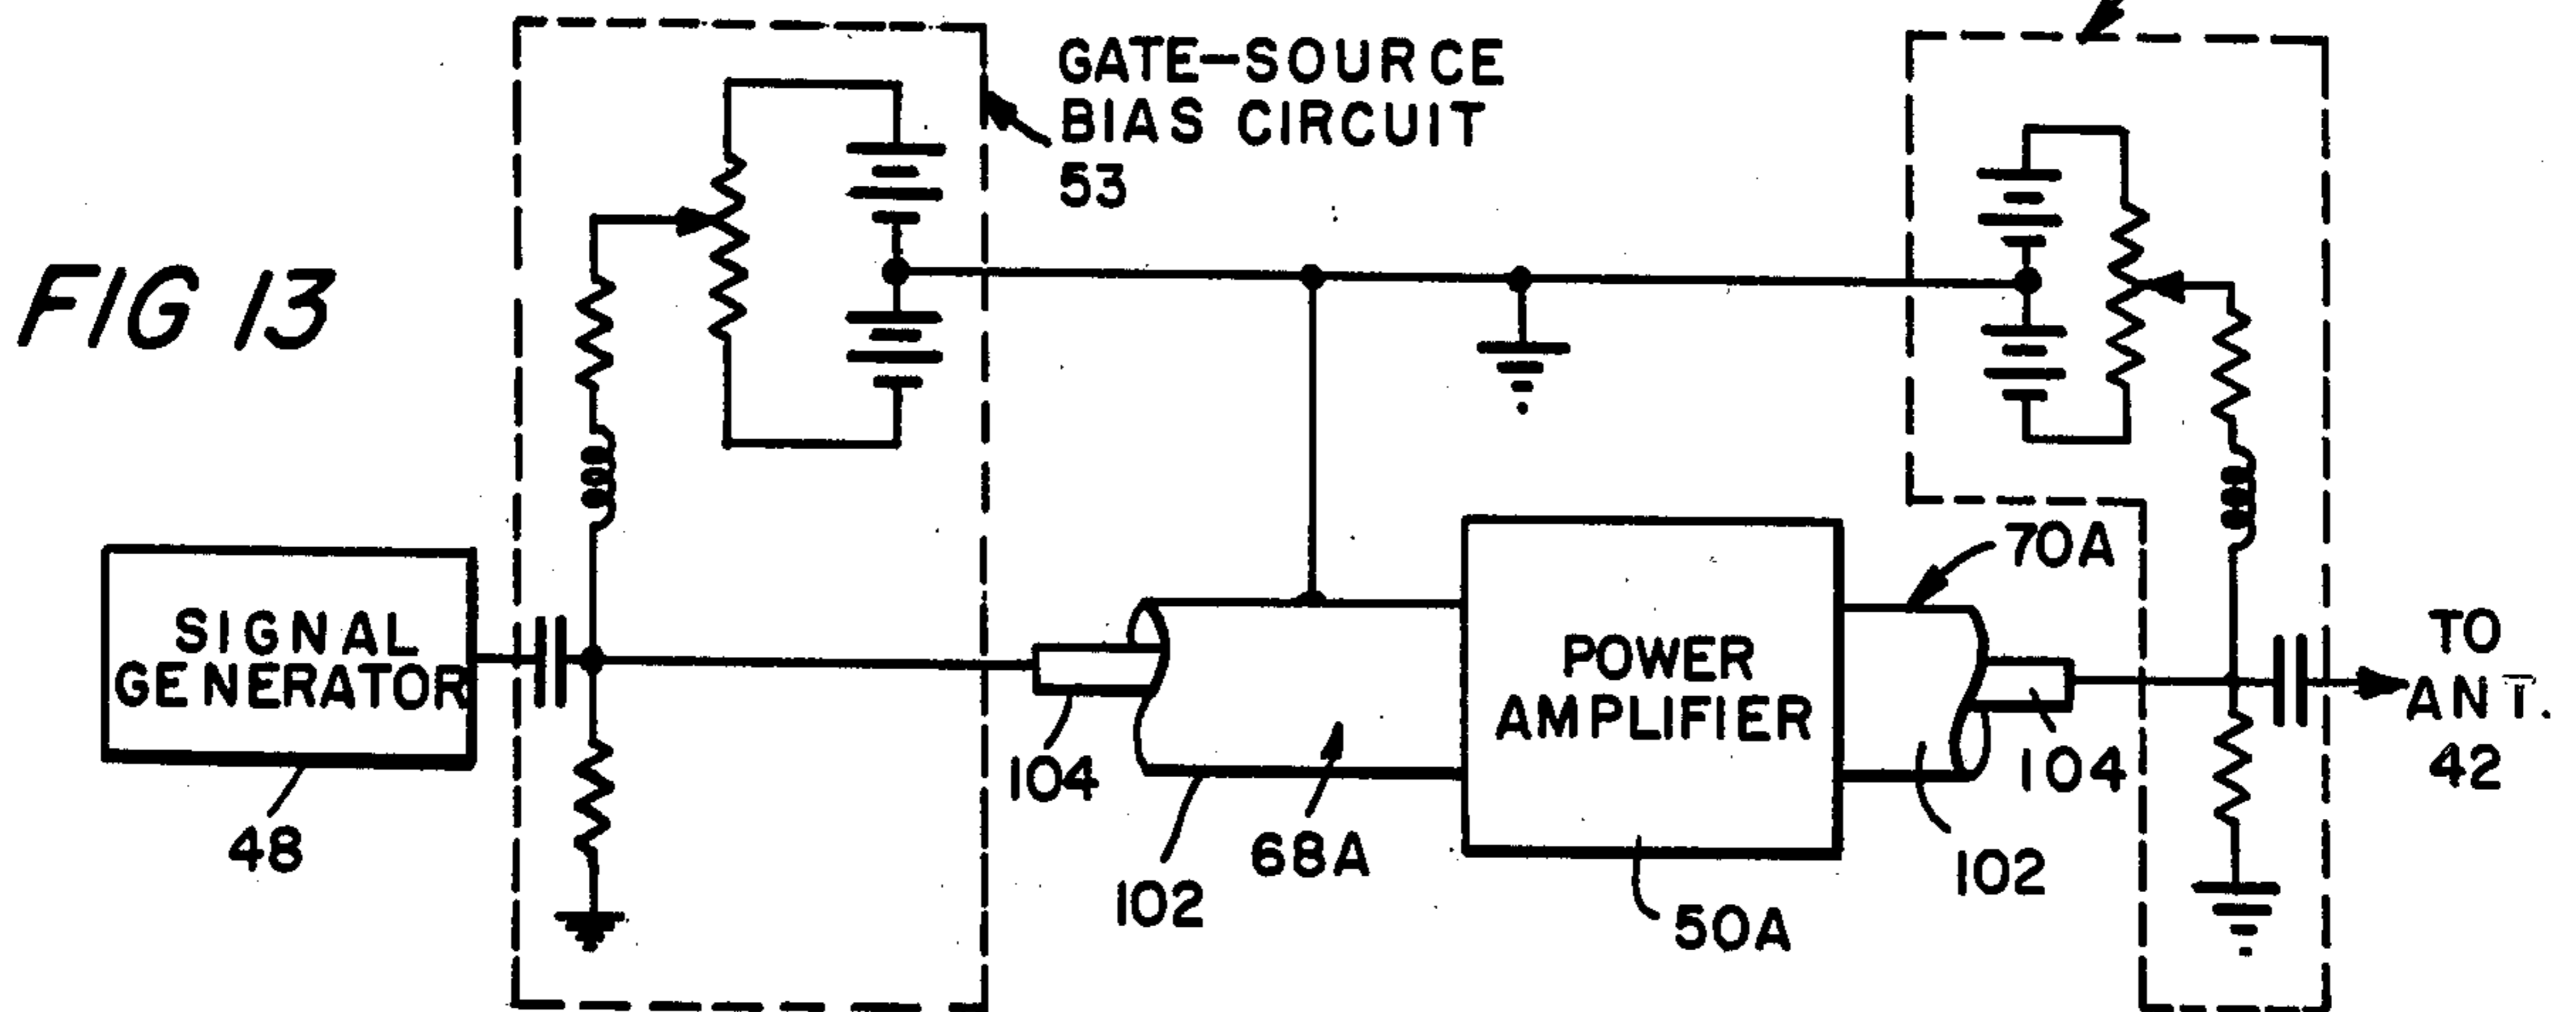 GATE-SOURCE
BIAS CIRCUIT
53
FIG 13
SIGNAL
GENERATOR
48
104
102
68A
POWER
AMPLIFIER
50A
70A
104
102
TO
ANT.
42